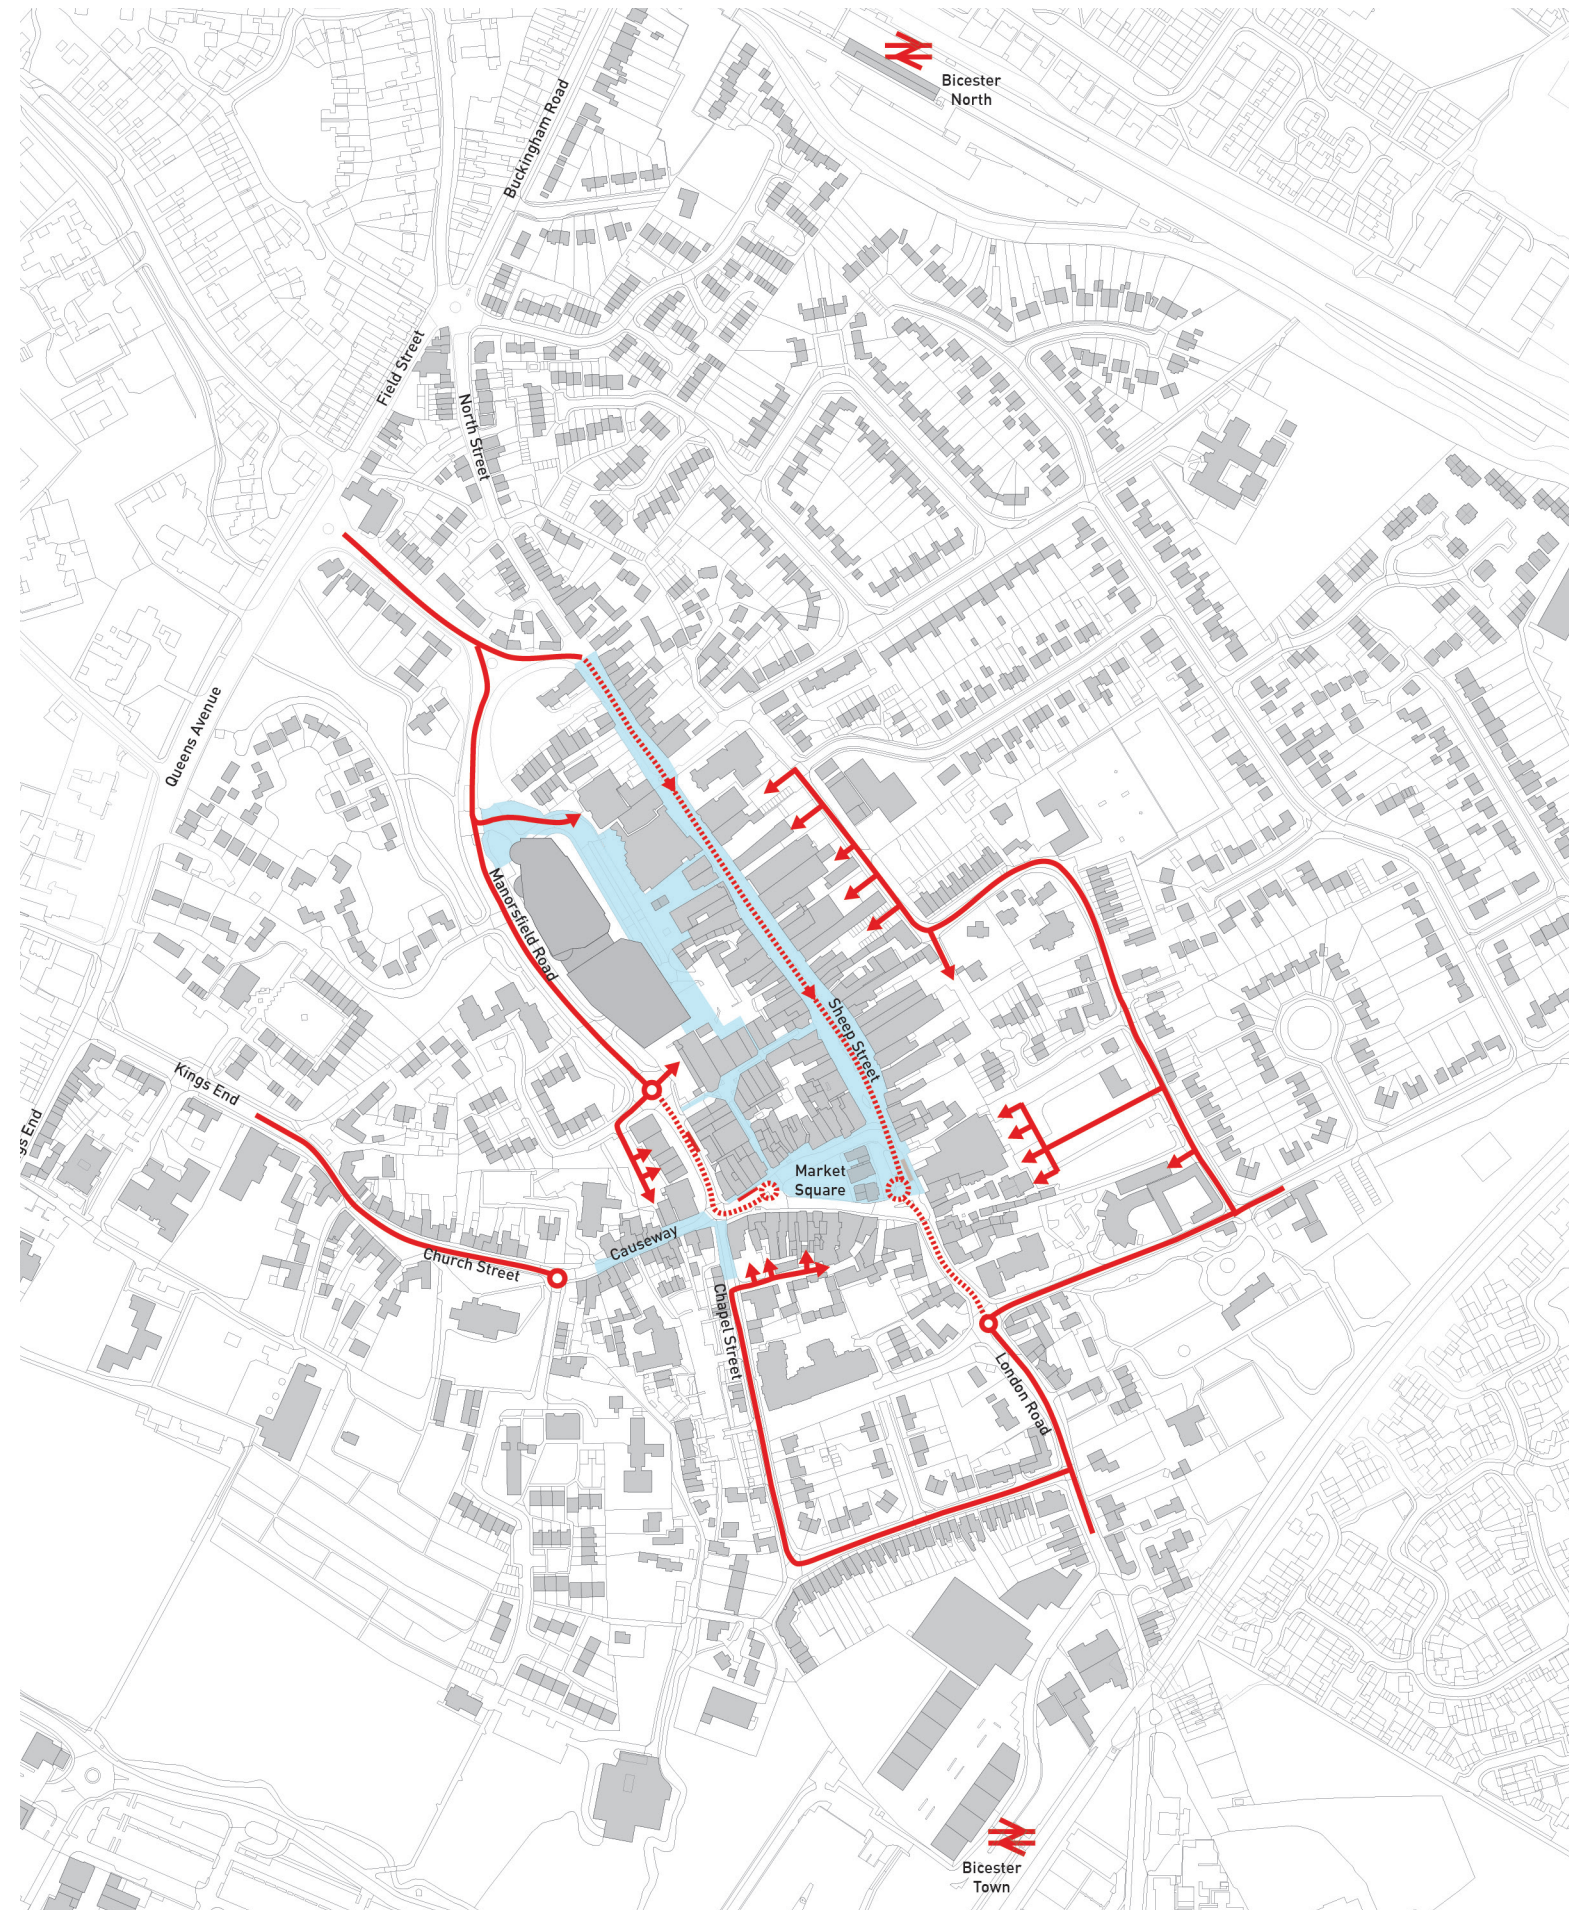 Bicester
North
Buckingham Road
Field Street
North Street
Queens Avenue
Manorsfield Road
Sheep Street
Kings End
gs End
Market
Square
Causeway
Church Street
Chapel Street
London Road
Bicester
Town